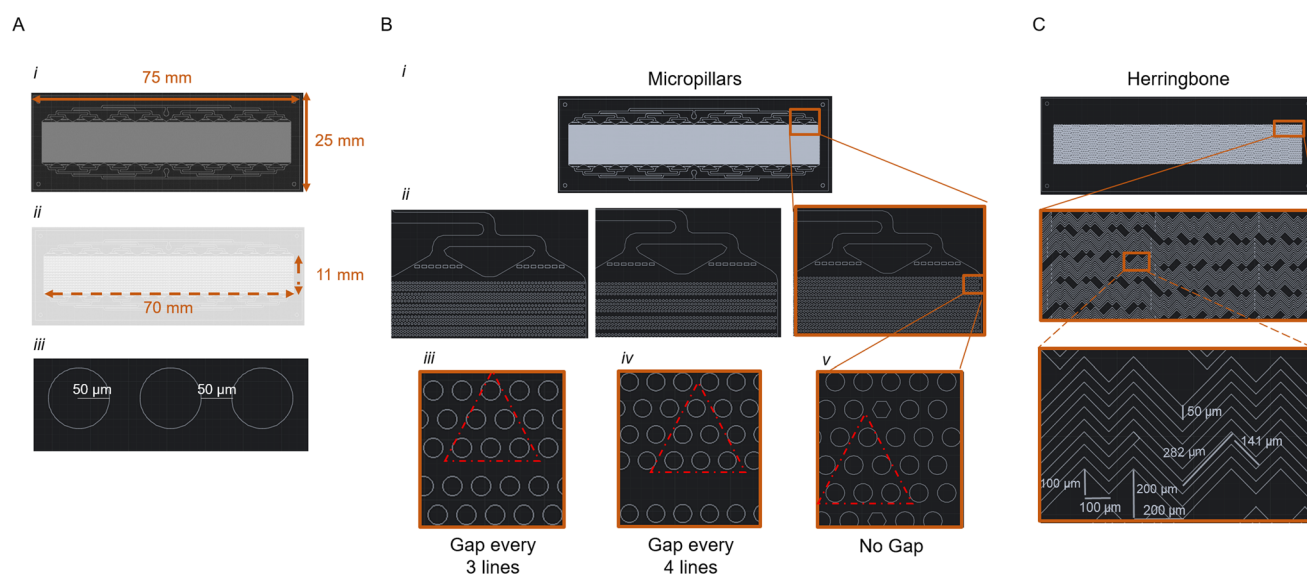 A
i
75 mm
25 mm
ii
11 mm
70 mm
iii
50 µm
50 µm
B
i
Micropillars
ii
iii
iv
v
Gap every
3 lines
Gap every
4 lines
No Gap
C
Herringbone
50 µm
141 µm
282 µm
100 µm
100 µm
200 µm
200 µm